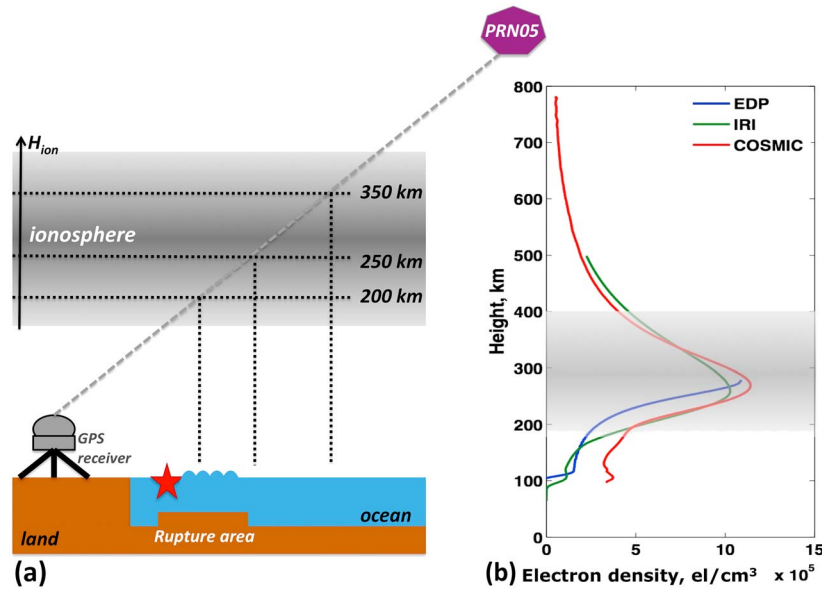 PRN05
H_ion
350 km
ionosphere
250 km
200 km
GPS
receiver
ocean
land
Rupture area
(a)
800
700
600
500
400
300
200
100
0
Height, km
EDP
IRI
COSMIC
0
5
10
15
(b)
Electron density, el/cm³ x 10⁵